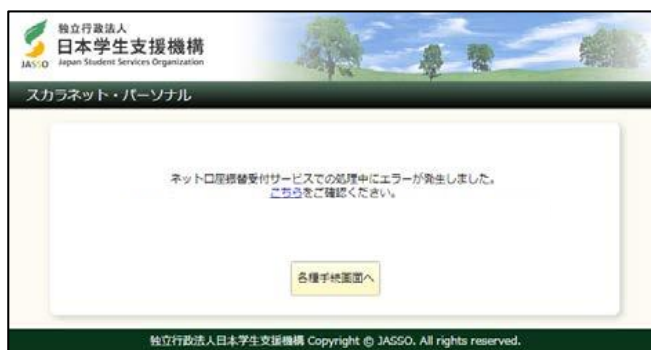 独立行政法人
日本学生支援機構
JASSO Japan Student Services Organization
スカラネット・パーソナル
ネット口座振替受付サービスでの処理中にエラーが発生しました。
こちらをご確認ください。
各種手続画面へ
独立行政法人日本学生支援機構 Copyright © JASSO. All rights reserved.